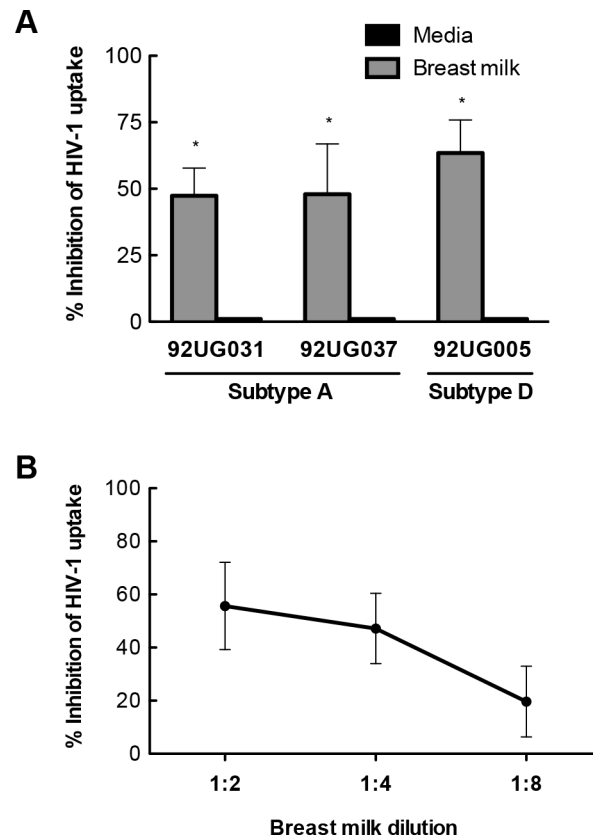 A
Media
Breast milk
% Inhibition of HIV-1 uptake
100
75
50
25
0
*
*
*
92UG031 92UG037 92UG005
Subtype A Subtype D
B
% Inhibition of HIV-1 uptake
100
80
60
40
20
0
1:2 1:4 1:8
Breast milk dilution